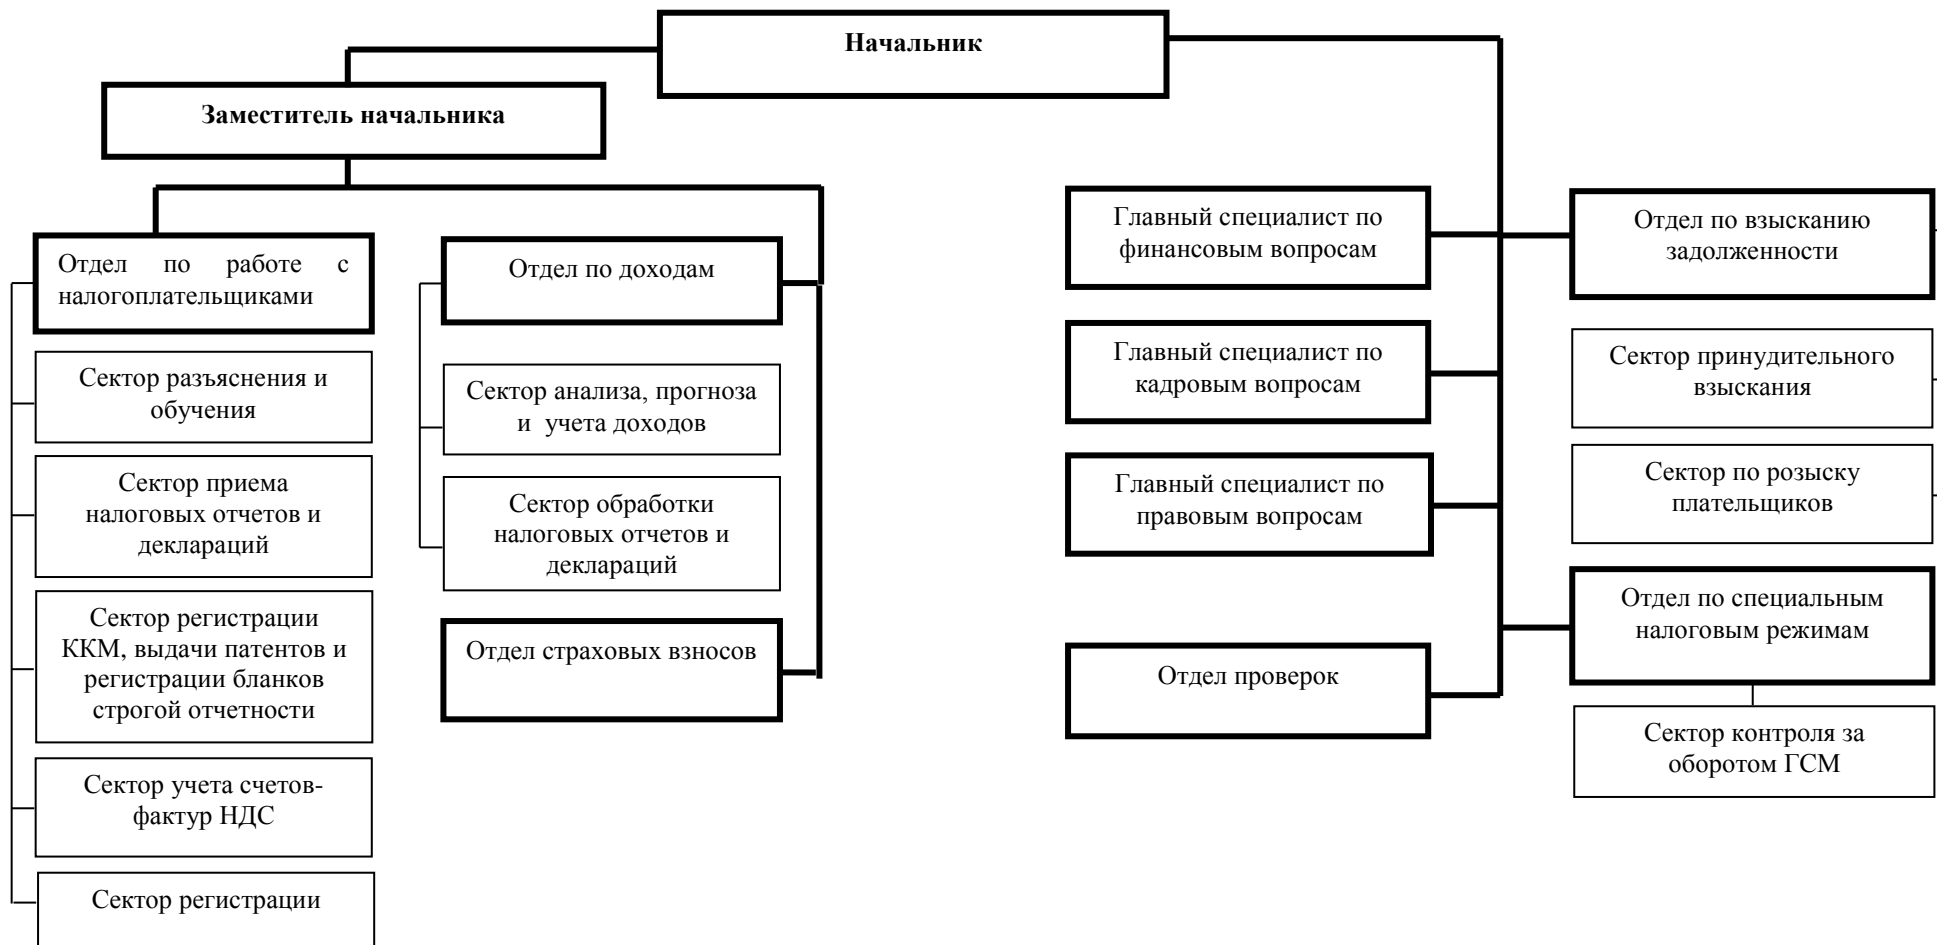 Начальник
Заместитель начальника
Отдел по работе с
налогоплательщиками
Сектор разъяснения и
обучения
Сектор приема
налоговых отчетов и
деклараций
Сектор регистрации
ККМ, выдачи патентов и
регистрации бланков
строгой отчетности
Сектор учета счетов-
фактур НДС
Сектор регистрации
Отдел по доходам
Сектор анализа, прогноза
и учета доходов
Сектор обработки
налоговых отчетов и
деклараций
Отдел страховых взносов
Главный специалист по
финансовым вопросам
Главный специалист по
кадровым вопросам
Главный специалист по
правовым вопросам
Отдел проверок
Отдел по взысканию
задолженности
Сектор принудительного
взыскания
Сектор по розыску
плательщиков
Отдел по специальным
налоговым режимам
Сектор контроля за
оборотом ГСМ